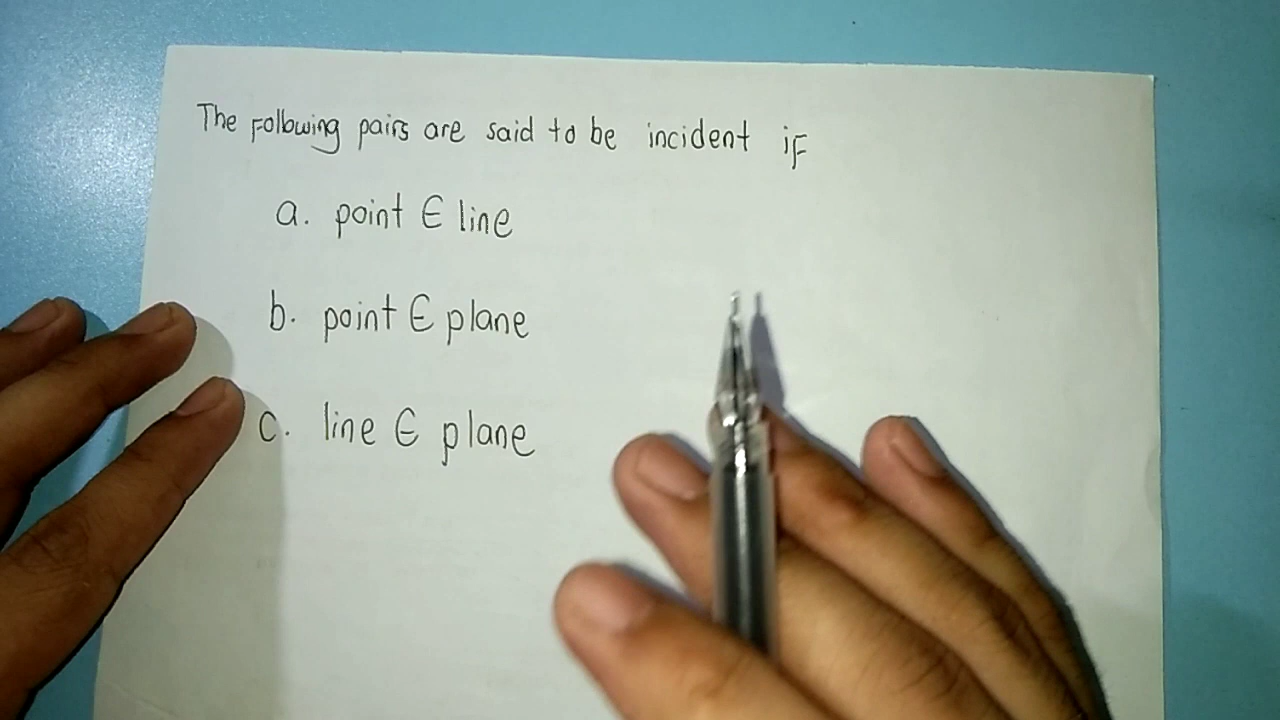 The following pairs are said to be incident if
a. point ∈ line
b. point ∈ plane
c. line ∈ plane